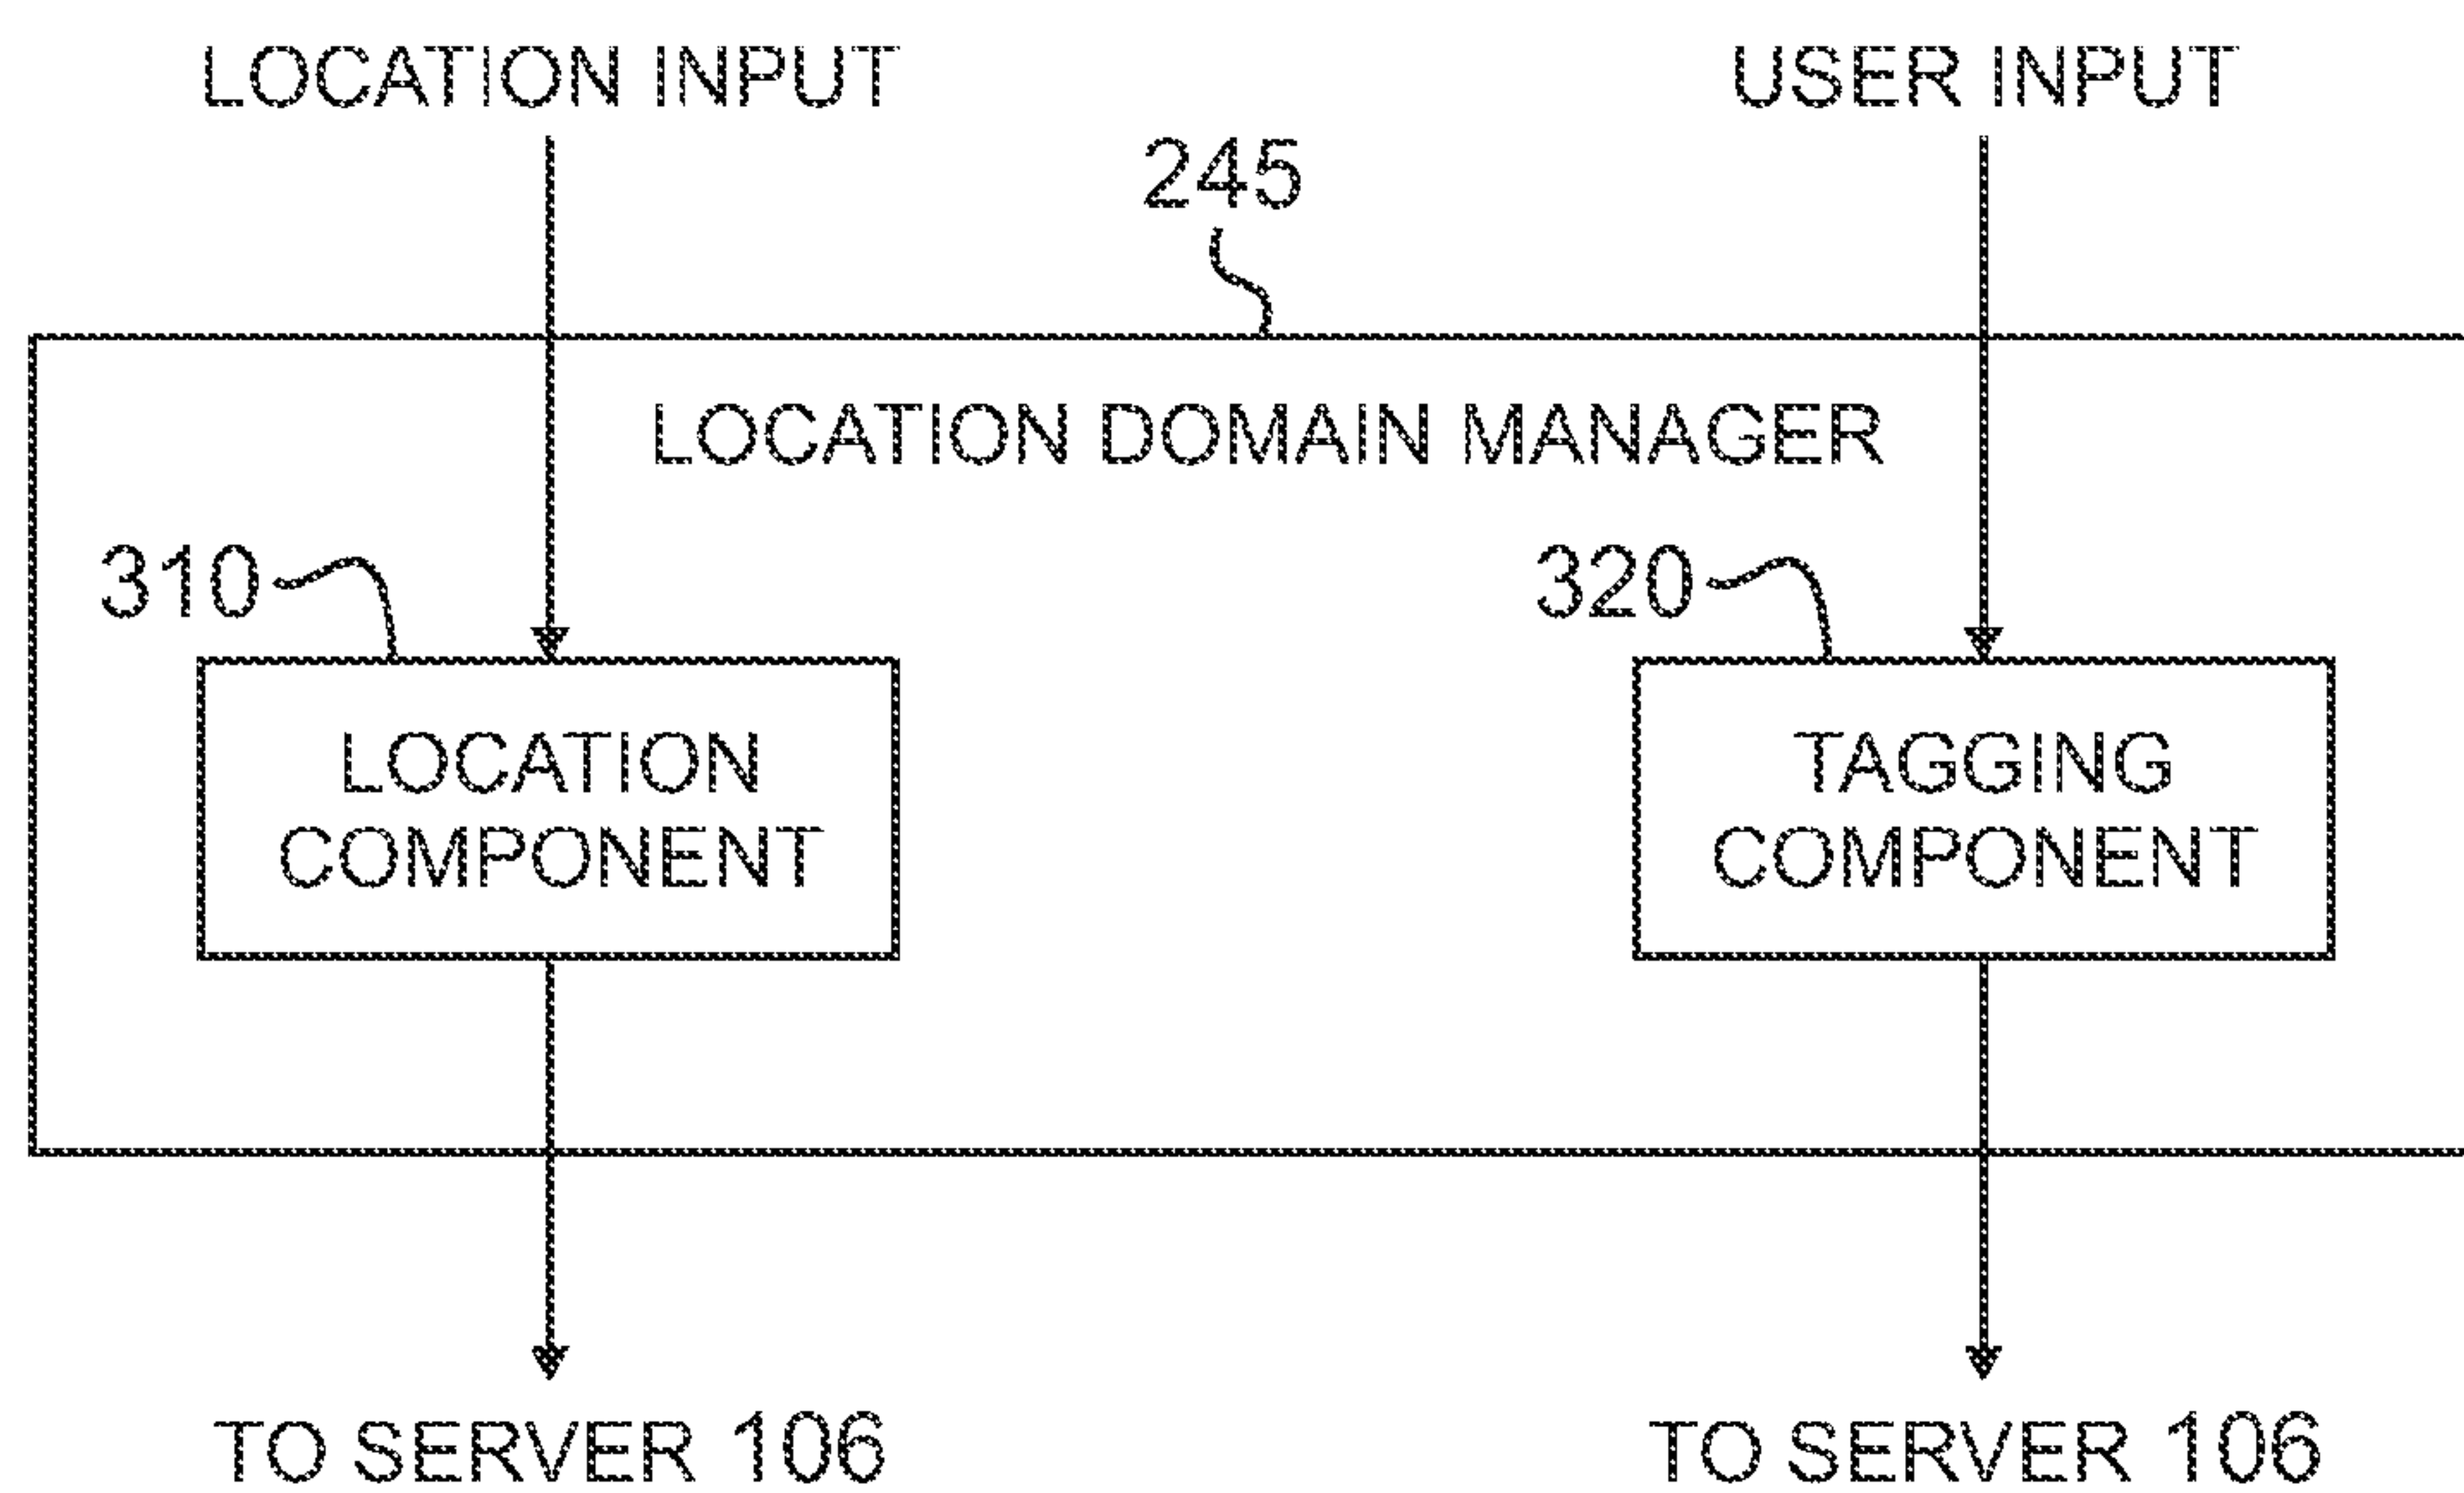 LOCATION INPUT
USER INPUT
245
LOCATION DOMAIN MANAGER
310
320
LOCATION
COMPONENT
TAGGING
COMPONENT
TO SERVER 106
TO SERVER 106